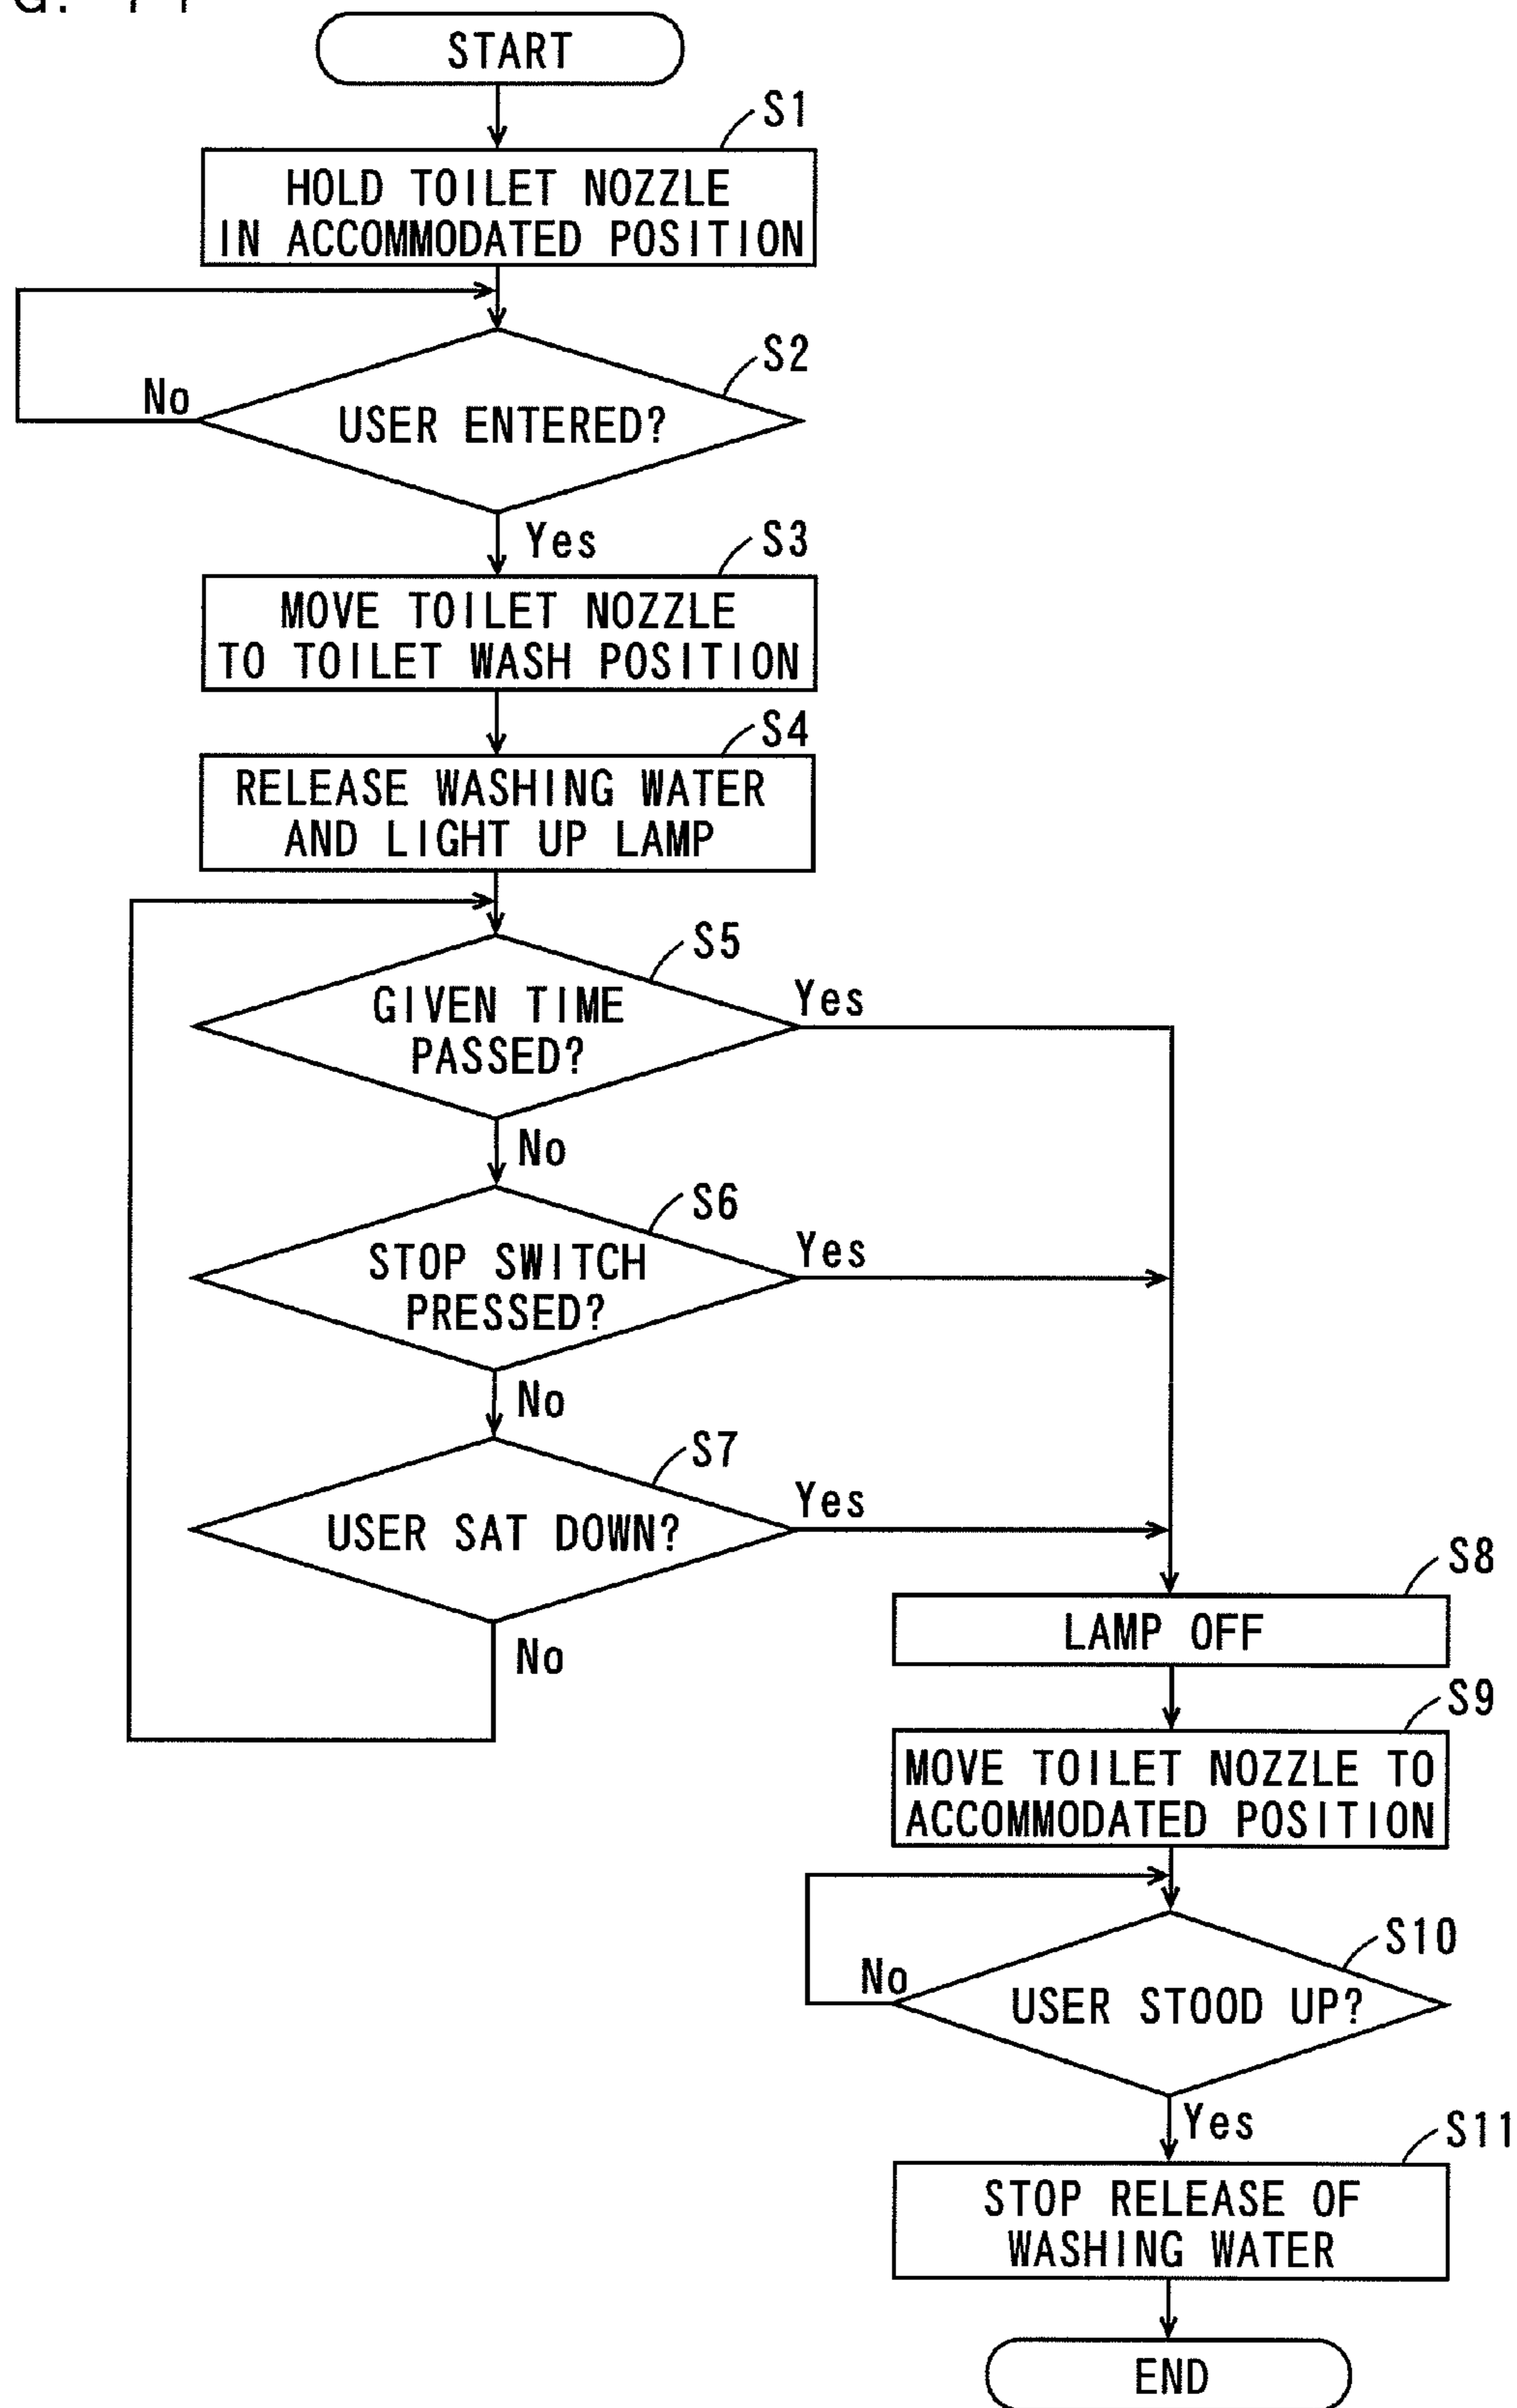 START
S1
HOLD TOILET NOZZLE
IN ACCOMMODATED POSITION
S2
No
USER ENTERED?
Yes
S3
MOVE TOILET NOZZLE
TO TOILET WASH POSITION
S4
RELEASE WASHING WATER
AND LIGHT UP LAMP
S5
GIVEN TIME
PASSED?
Yes
No
S6
STOP SWITCH
PRESSED?
Yes
No
S7
USER SAT DOWN?
Yes
No
S8
LAMP OFF
S9
MOVE TOILET NOZZLE TO
ACCOMMODATED POSITION
S10
No
USER STOOD UP?
Yes
S11
STOP RELEASE OF
WASHING WATER
END